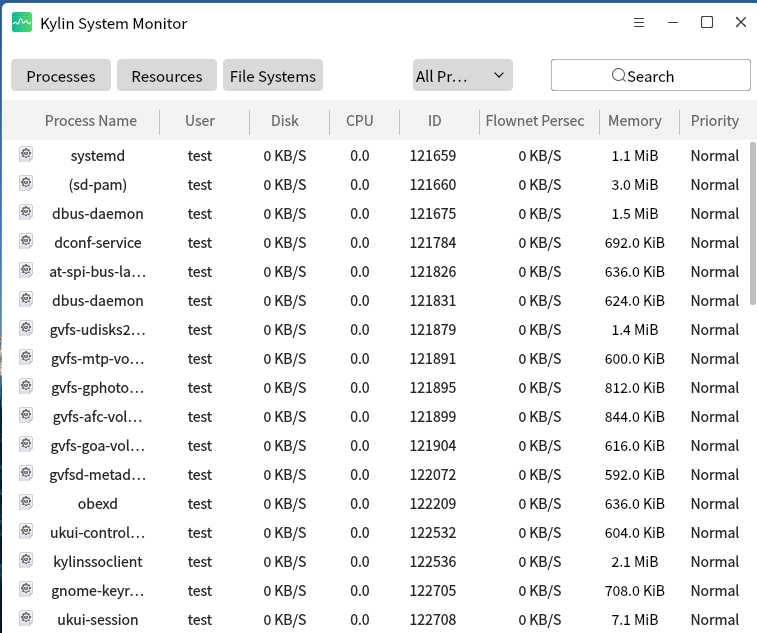 Kylin System Monitor
Processes Resources File Systems All Pr... Search
Process Name User Disk CPU ID Flownet Persec Memory Priority
systemd test 0 KB/S 0.0 121659 0 KB/S 1.1 MiB Normal
(sd-pam) test 0 KB/S 0.0 121660 0 KB/S 3.0 MiB Normal
dbus-daemon test 0 KB/S 0.0 121675 0 KB/S 1.5 MiB Normal
dconf-service test 0 KB/S 0.0 121784 0 KB/S 692.0 KiB Normal
at-spi-bus-la... test 0 KB/S 0.0 121826 0 KB/S 636.0 KiB Normal
dbus-daemon test 0 KB/S 0.0 121831 0 KB/S 624.0 KiB Normal
gvfs-udisks2... test 0 KB/S 0.0 121879 0 KB/S 1.4 MiB Normal
gvfs-mtp-vo... test 0 KB/S 0.0 121891 0 KB/S 600.0 KiB Normal
gvfs-gphoto... test 0 KB/S 0.0 121895 0 KB/S 812.0 KiB Normal
gvfs-afc-vol... test 0 KB/S 0.0 121899 0 KB/S 844.0 KiB Normal
gvfs-goa-vol... test 0 KB/S 0.0 121904 0 KB/S 616.0 KiB Normal
gvfsd-metad... test 0 KB/S 0.0 122072 0 KB/S 592.0 KiB Normal
obexd test 0 KB/S 0.0 122209 0 KB/S 636.0 KiB Normal
ukui-control... test 0 KB/S 0.0 122532 0 KB/S 604.0 KiB Normal
kylinssoclient test 0 KB/S 0.0 122536 0 KB/S 2.1 MiB Normal
gnome-keyr... test 0 KB/S 0.0 122705 0 KB/S 708.0 KiB Normal
ukui-session test 0 KB/S 0.0 122708 0 KB/S 7.1 MiB Normal